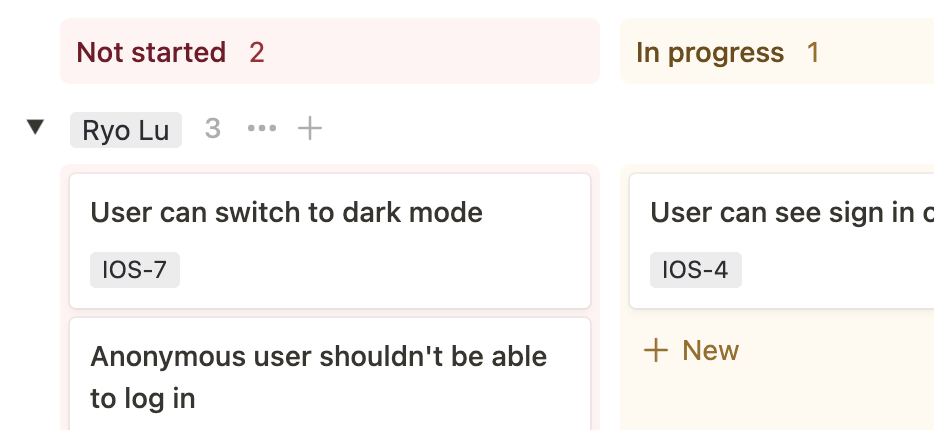 Not started 2
In progress 1
Ryo Lu 3
User can switch to dark mode
IOS-7
Anonymous user shouldn't be able
to log in
User can see sign in
IOS-4
New